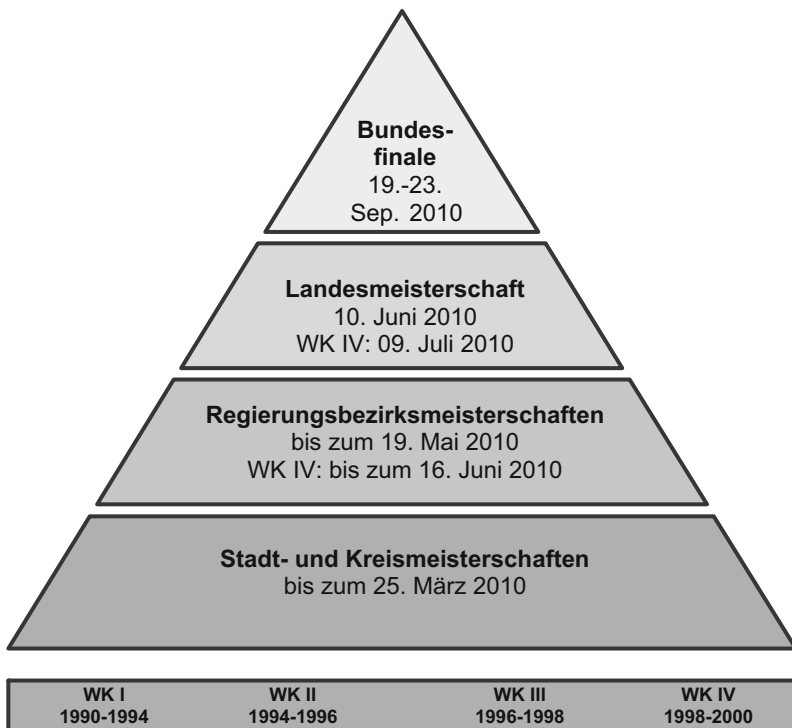 Bundes-
finale
19.-23.
Sep. 2010
Landesmeisterschaft
10. Juni 2010
WK IV: 09. Juli 2010
Regierungsbezirksmeisterschaften
bis zum 19. Mai 2010
WK IV: bis zum 16. Juni 2010
Stadt- und Kreismeisterschaften
bis zum 25. März 2010
WK I WK II WK III WK IV
1990-1994 1994-1996 1996-1998 1998-2000